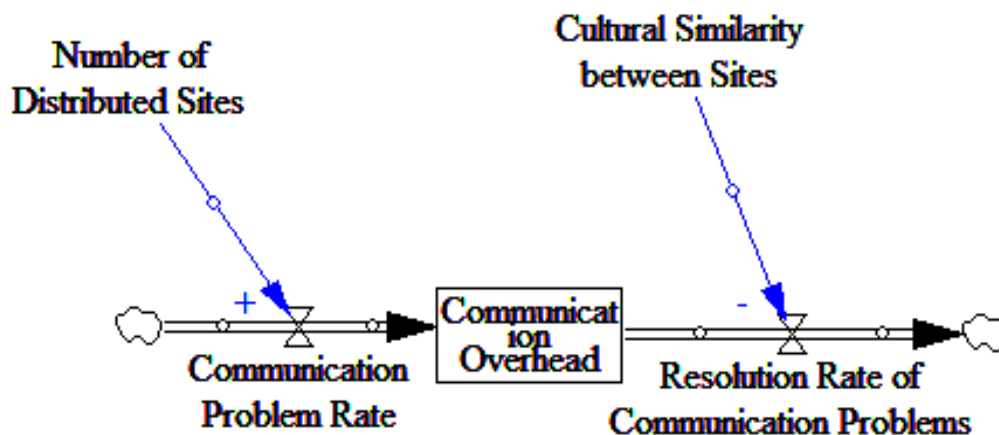 Number of
Distributed Sites
Cultural Similarity
between Sites
+
-
Communicat
ion
Overhead
Communication
Problem Rate
Resolution Rate of
Communication Problems